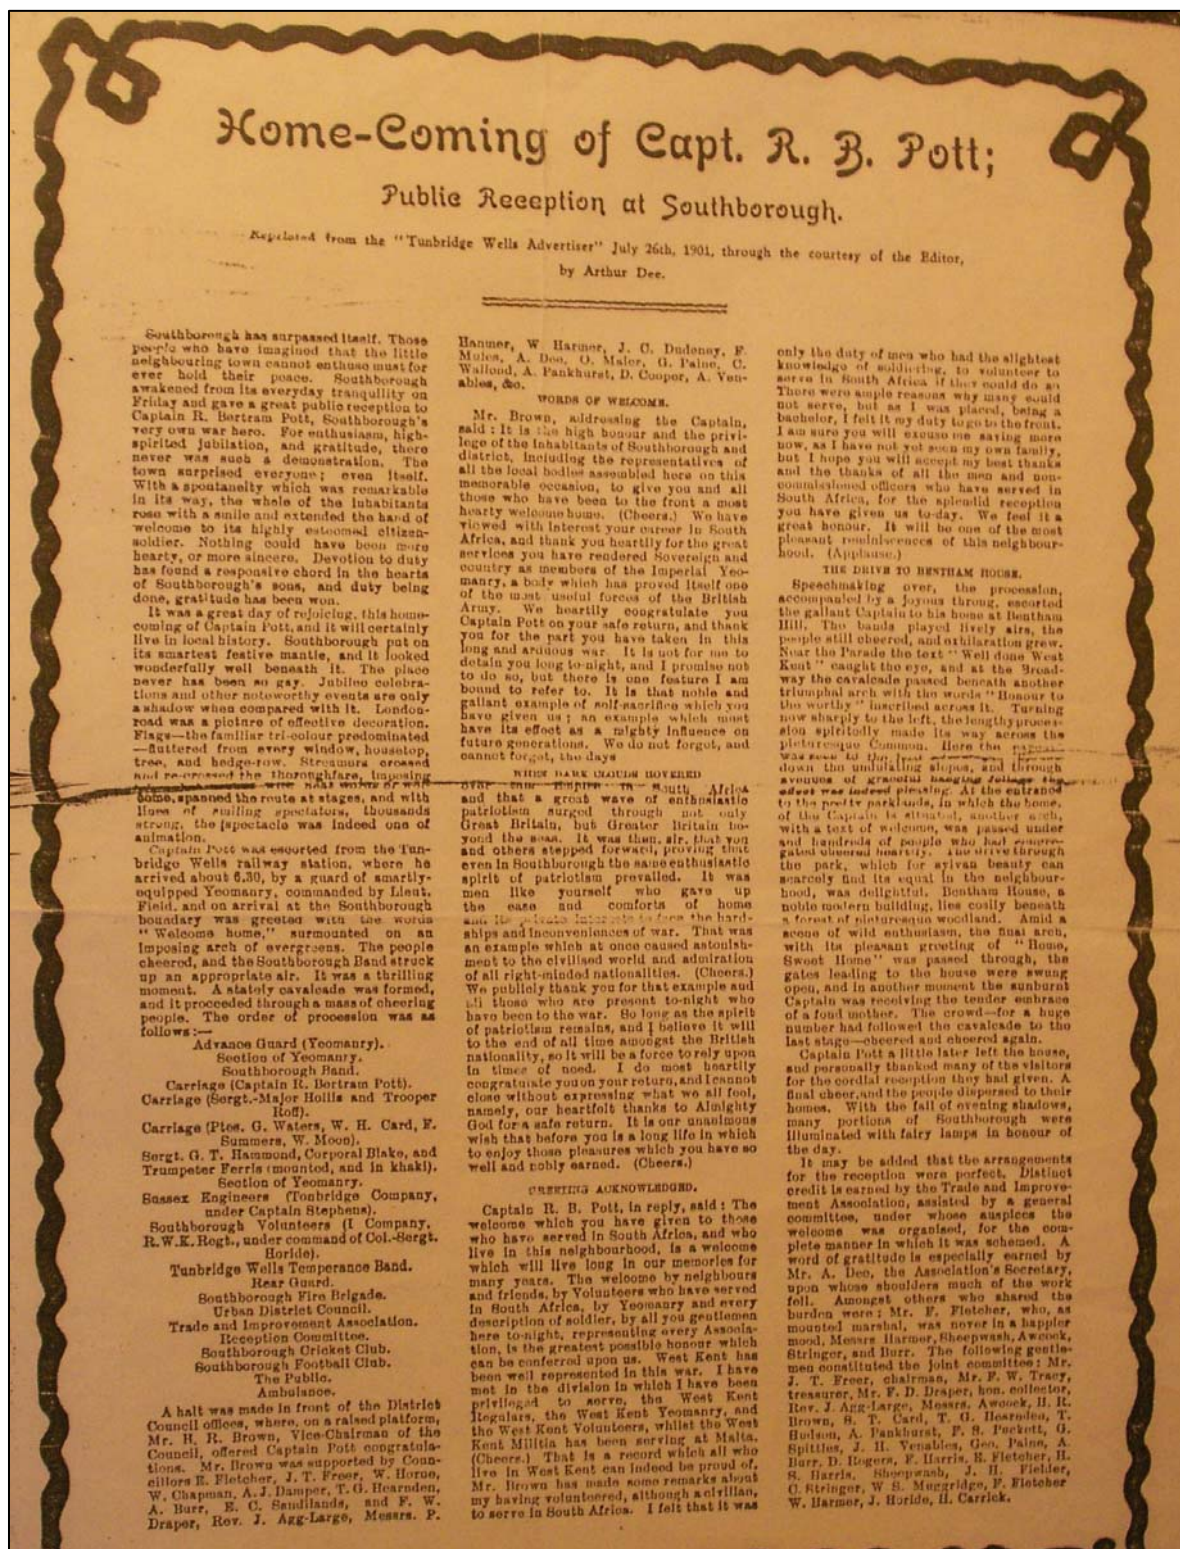 Home-Coming of Capt. R. B. Pott;
Public Reception at Southborough.
Reprinted from the "Tunbridge Wells Advertiser" July 26th, 1901, through the courtesy of the Editor,
by Arthur Dee.
Southborough has surpassed itself. Those
people who have imagined that the little
neighbouring town cannot enthuse must for
ever hold their peace. Southborough
awakened from its everyday tranquility on
Friday and gave a great public reception to
Captain R. Bertram Pott, Southborough's
very own war hero. For enthusiasm, high-
spirited jubilation, and gratitude, there
never was such a demonstration. The
town surprised everyone; even itself.
With a spontaneity which was remarkable
in its way, the whole of the inhabitants
rose with a smile and extended the hand of
welcome to its highly esteemed citizen-
soldier. Nothing could have been more
hearty, or more sincere. Devotion to duty
has found a responsive chord in the hearts
of Southborough's sons, and duty being
done, gratitude has been won.
It was a great day of rejoicing, this home-
coming of Captain Pott, and it will certainly
live in local history. Southborough put on
its smartest festive mantle, and it looked
wonderfully well beneath it. The place
never has been so gay. Jubilee celebra-
tions and other noteworthy events are only
a shadow when compared with it. London-
road was a picture of effective decoration.
Flags—the familiar tri-colour predominated
—fluttered from every window, housetop,
tree, and hedge-row. Streamers crossed
and re-crossed the thoroughfare, imposing
home, spanned the route at stages, and with
lines of smiling spectators, thousands
strong, the spectacle was indeed one of
animation.
Captain Pott was escorted from the Tun-
bridge Wells railway station, where he
arrived about 6.30, by a guard of smartly-
equipped Yeomanry, commanded by Lieut.
Field, and on arrival at the Southborough
boundary was greeted with the words
"Welcome home," surmounted on an
imposing arch of evergreens. The people
cheered, and the Southborough Band struck
up an appropriate air. It was a thrilling
moment. A stately cavalcade was formed,
and it proceeded through a mass of cheering
people. The order of procession was as
follows:—
Advance Guard (Yeomanry).
Section of Yeomanry.
Southborough Band.
Carriage (Captain R. Bertram Pott).
Carriage (Sergt.-Major Hollis and Trooper
Roff).
Carriage (Ptes. G. Waters, W. H. Card, F.
Summers, W. Moon).
Sergt. G. T. Hammond, Corporal Blake, and
Trumpeter Ferris (mounted, and in khaki).
Section of Yeomanry.
Sussex Engineers (Tonbridge Company,
under Captain Stephens).
Southborough Volunteers (I Company,
R.W.K. Regt., under command of Col.-Sergt.
Horide).
Tunbridge Wells Temperance Band.
Rear Guard.
Southborough Fire Brigade.
Urban District Council.
Trade and Improvement Association.
Reception Committee.
Southborough Cricket Club.
Southborough Football Club.
The Public.
Ambulance.
A halt was made in front of the District
Council offices, where, on a raised platform,
Mr. H. R. Brown, Vice-Chairman of the
Council, offered Captain Pott congratula-
tions. Mr. Brown was supported by Coun-
cillors E. Fletcher, J. T. Freer, W. Horne,
W. Chapman, A. J. Damper, T. G. Hearnden,
A. Burr, E. C. Sandilands, and F. W.
Draper, Rev. J. Agg-Large, Messrs. P.
Hanmer, W Harmer, J. C. Dudeney, F.
Mules, A. Dee, O. Maler, G. Paine, C.
Wallond, A. Pankhurst, D. Cooper, A. Ven-
ables, &c.
WORDS OF WELCOME.
Mr. Brown, addressing the Captain,
said: It is the high honour and the privi-
lege of the inhabitants of Southborough and
district, including the representatives of
all the local bodies assembled here on this
memorable occasion, to give you and all
those who have been to the front a most
hearty welcome home. (Cheers.) We have
viewed with interest your career in South
Africa, and thank you heartily for the great
services you have rendered Sovereign and
country as members of the Imperial Yeo-
manry, a body which has proved itself one
of the most useful forces of the British
Army. We heartily congratulate you
Captain Pott on your safe return, and thank
you for the part you have taken in this
long and arduous war. It is not for me to
detain you long to-night, and I promise not
to do so, but there is one feature I am
bound to refer to. It is that noble and
gallant example of self-sacrifice which you
have given us; an example which must
have its effect as a mighty influence on
future generations. We do not forget, and
cannot forget, the days
WHEN DARK CLOUDS HOVERED
over this Empire in South Africa
and that a great wave of enthusiastic
patriotism surged through not only
Great Britain, but Greater Britain be-
yond the seas. It was then, sir, that you
and others stepped forward, proving that
even in Southborough the same enthusiastic
spirit of patriotism prevailed. It was
men like yourself who gave up
the ease and comforts of home
and its private interests to face the hard-
ships and inconveniences of war. That was
an example which at once caused astonish-
ment to the civilised world and admiration
of all right-minded nationalities. (Cheers.)
We publicly thank you for that example and
all those who are present to-night who
have been to the war. So long as the spirit
of patriotism remains, and I believe it will
to the end of all time amongst the British
nationality, so it will be a force to rely upon
in times of need. I do most heartily
congratulate you on your return, and I cannot
close without expressing what we all feel,
namely, our heartfelt thanks to Almighty
God for a safe return. It is our unanimous
wish that before you is a long life in which
to enjoy those pleasures which you have so
well and nobly earned. (Cheers.)
GREETING ACKNOWLEDGED.
Captain R. B. Pott, in reply, said: The
welcome which you have given to those
who have served in South Africa, and who
live in this neighbourhood, is a welcome
which will live long in our memories for
many years. The welcome by neighbours
and friends, by Volunteers who have served
in South Africa, by Yeomanry and every
description of soldier, by all you gentlemen
here to-night, representing every Associa-
tion, is the greatest possible honour which
can be conferred upon us. West Kent has
been well represented in this war. I have
met in the division in which I have been
privileged to serve, the West Kent
Regulars, the West Kent Yeomanry, and
the West Kent Volunteers, whilst the West
Kent Militia has been serving at Malta.
(Cheers.) That is a record which all who
live in West Kent can indeed be proud of.
Mr. Brown has made some remarks about
my having volunteered, although a civilian,
to serve in South Africa. I felt that it was
only the duty of men who had the slightest
knowledge of soldiering, to volunteer to
serve in South Africa if they could do so
There were ample reasons why many could
not serve, but as I was placed, being a
bachelor, I felt it my duty to go to the front.
I am sure you will excuse me saying more
now, as I have not yet seen my own family,
but I hope you will accept my best thanks
and the thanks of all the men and non-
commissioned officers who have served in
South Africa, for the splendid reception
you have given us to-day. We feel it a
great honour. It will be one of the most
pleasant reminiscences of this neighbour-
hood. (Applause.)
THE DRIVE TO BENTHAM HOUSE.
Speechmaking over, the procession,
accompanied by a joyous throng, escorted
the gallant Captain to his home at Bentham
Hill. The bands played lively airs, the
people still cheered, and exhilaration grew.
Near the Parade the text "Well done West
Kent" caught the eye, and at the Broad-
way the cavalcade passed beneath another
triumphal arch with the words "Honour to
the worthy" inscribed across it. Turning
now sharply to the left, the lengthy proces-
sion spiritedly made its way across the
picturesque Common. Here the
was seen to the best
down the undulating slopes, and through
avenues of graceful hanging foliage the
effect was indeed pleasing. At the entrance
to the pretty parklands, in which the home,
of the Captain is situated, another arch,
with a text of welcome, was passed under
and hundreds of people who had congre-
gated cheered heartily. The drive through
the park, which for sylvan beauty can
scarcely find its equal in the neighbour-
hood, was delightful. Bentham House, a
noble modern building, lies cosily beneath
a forest of picturesque woodland. Amid a
scene of wild enthusiasm, the final arch,
with its pleasant greeting of "Home,
Sweet Home" was passed through, the
gates leading to the house were swung
open, and in another moment the sunburnt
Captain was receiving the tender embrace
of a fond mother. The crowd—for a huge
number had followed the cavalcade to the
last stage—cheered and cheered again.
Captain Pott a little later left the house,
and personally thanked many of the visitors
for the cordial reception they had given. A
final cheer, and the people dispersed to their
homes. With the fall of evening shadows,
many portions of Southborough were
illuminated with fairy lamps in honour of
the day.
It may be added that the arrangements
for the reception were perfect. Distinct
credit is earned by the Trade and Improve-
ment Association, assisted by a general
committee, under whose auspices the
welcome was organised, for the com-
plete manner in which it was schemed. A
word of gratitude is especially earned by
Mr. A. Dee, the Association's Secretary,
upon whose shoulders much of the work
fell. Amongst others who shared the
burden were: Mr. F. Fletcher, who, as
mounted marshal, was never in a happier
mood, Messrs Harmer, Sheepwash, Awcock,
Stringer, and Burr. The following gentle-
men constituted the joint committee: Mr.
J. T. Freer, chairman, Mr. F. W. Tracy,
treasurer, Mr. F. D. Draper, hon. collector,
Rev. J. Agg-Large, Messrs. Awcock, H. R.
Brown, S. T. Card, T. G. Hearnden, T.
Hudson, A. Pankhurst, F. S. Puckett, G.
Spittles, J. H. Venables, Geo. Paine, A.
Burr, D. Rogers, F. Harris, E. Fletcher, H.
S. Harris, Sheepwash, J. H. Fielder,
C. Stringer, W. S. Muggridge, F. Fletcher
W. Harmer, J. Horide, H. Carrick.